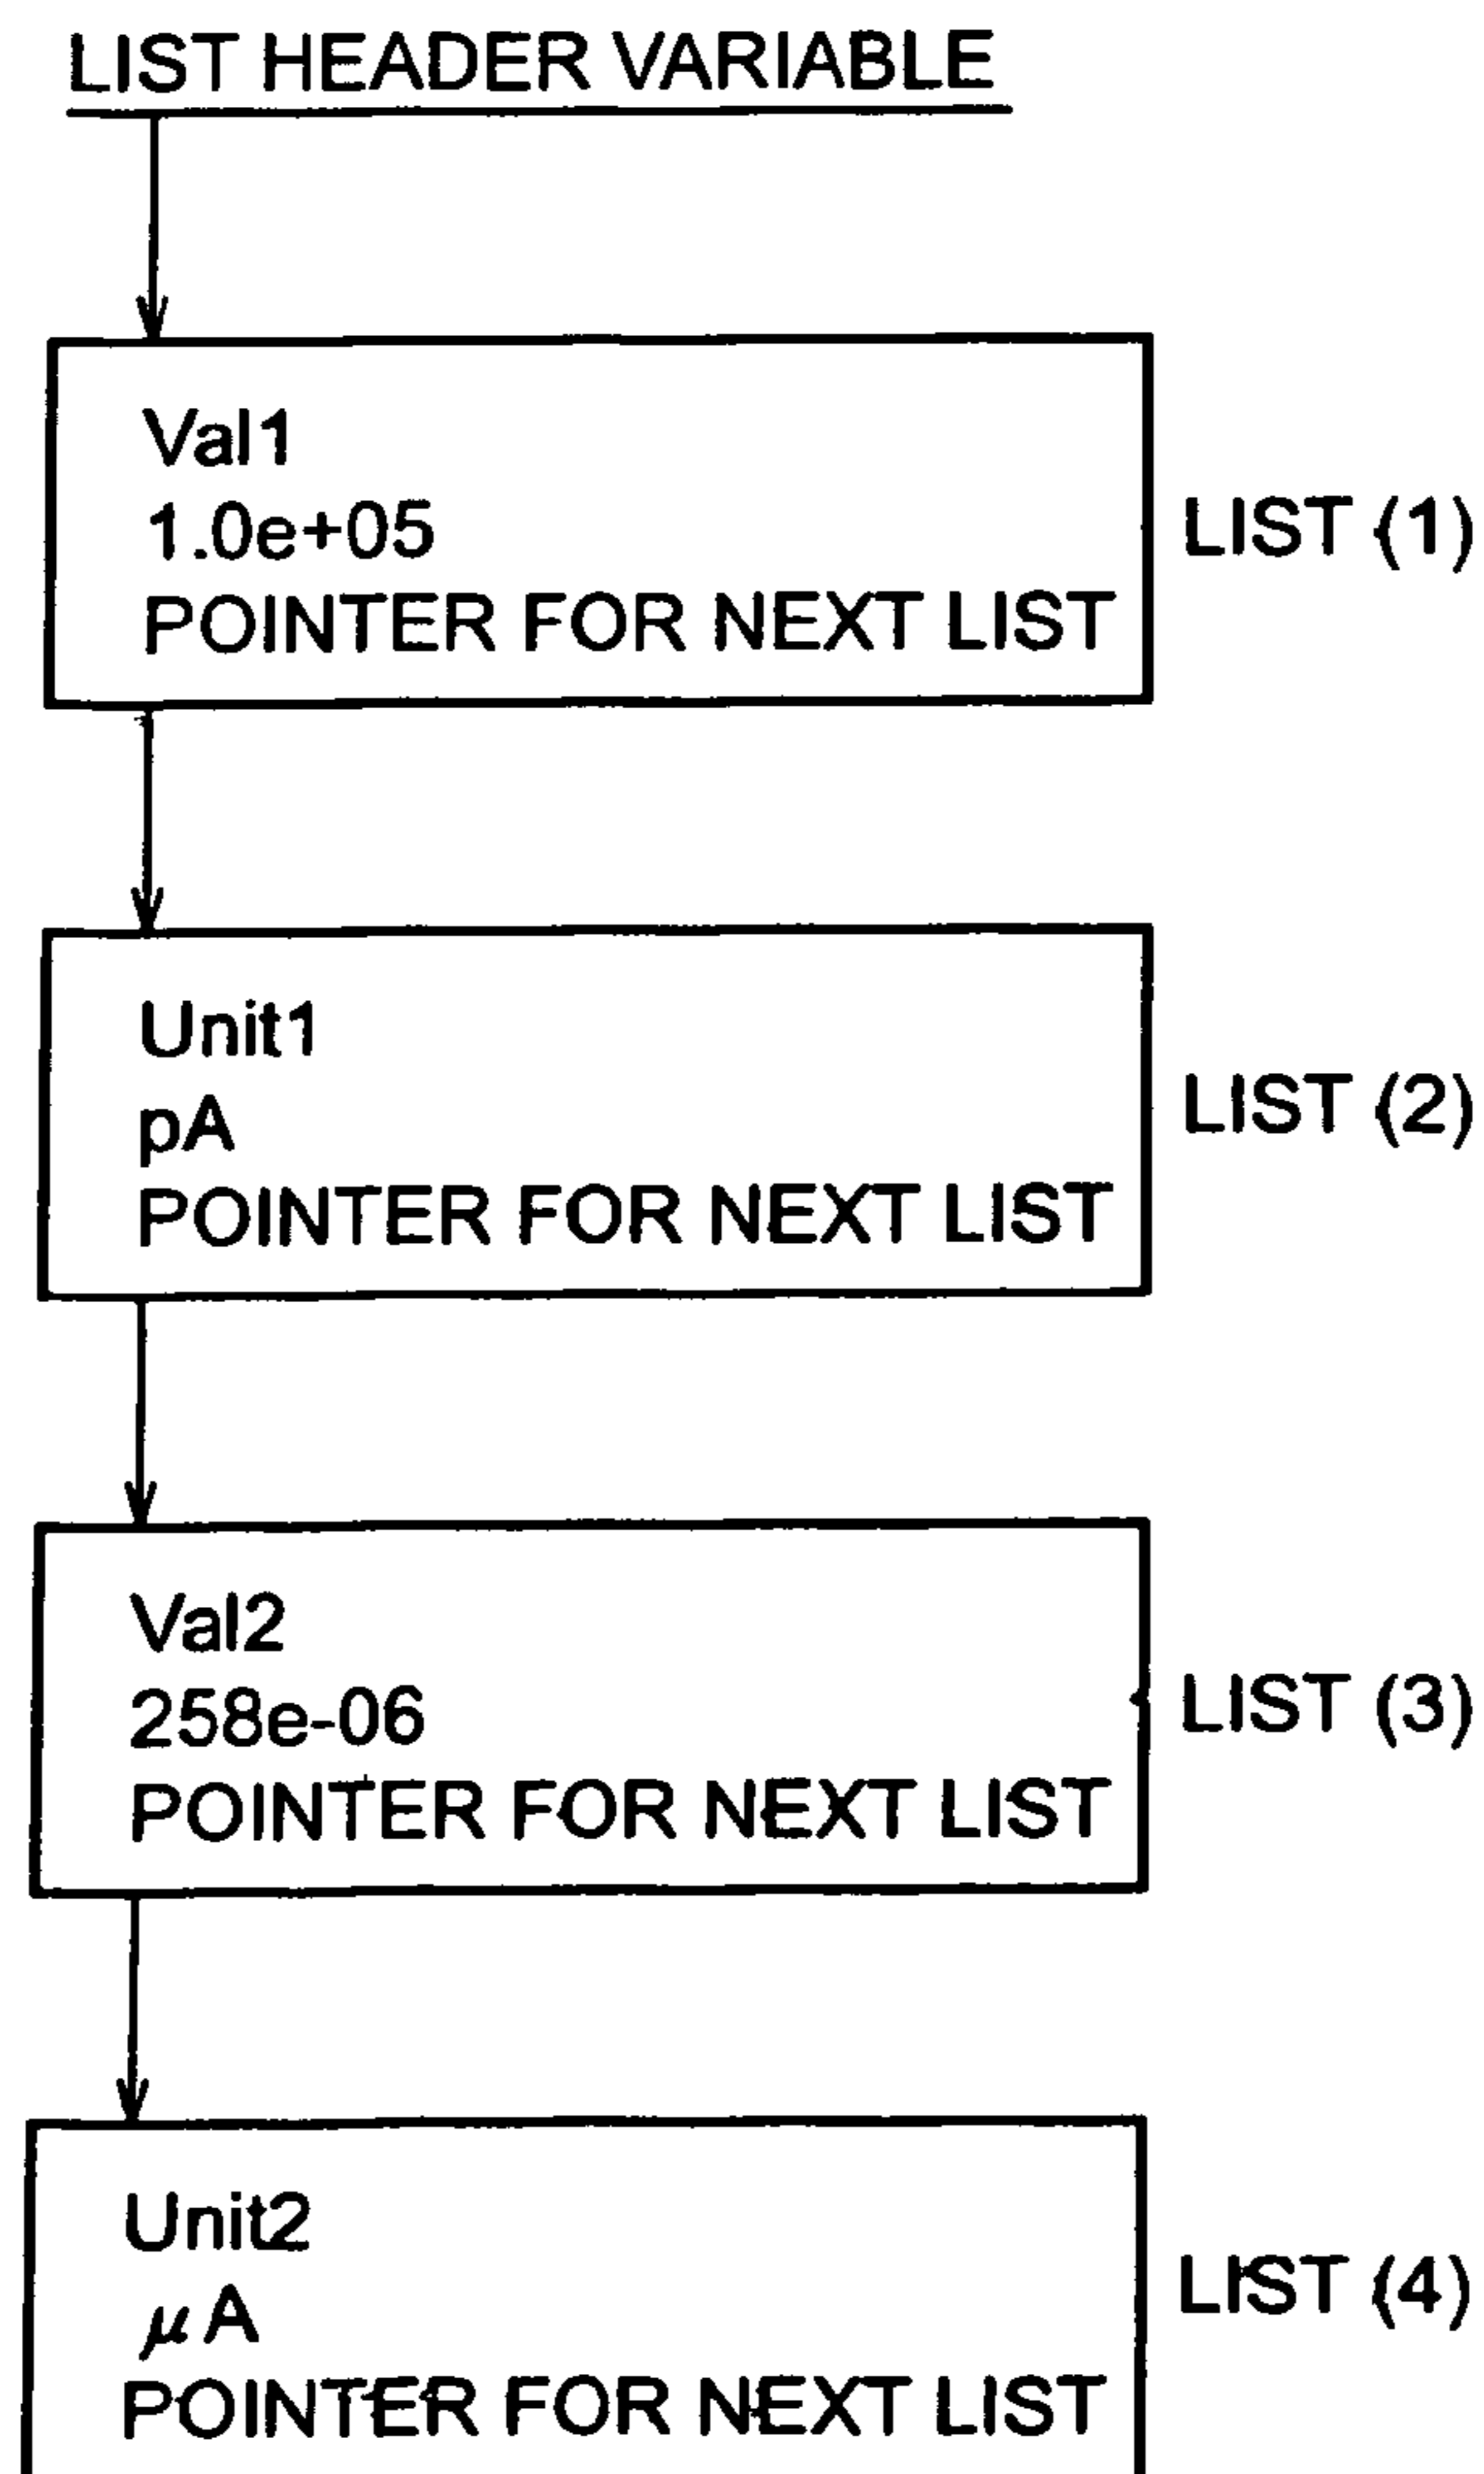 LIST HEADER VARIABLE
Val1
1.0e+05
POINTER FOR NEXT LIST
LIST (1)
Unit1
pA
POINTER FOR NEXT LIST
LIST (2)
Val2
258e-06
POINTER FOR NEXT LIST
LIST (3)
Unit2
μA
POINTER FOR NEXT LIST
LIST (4)